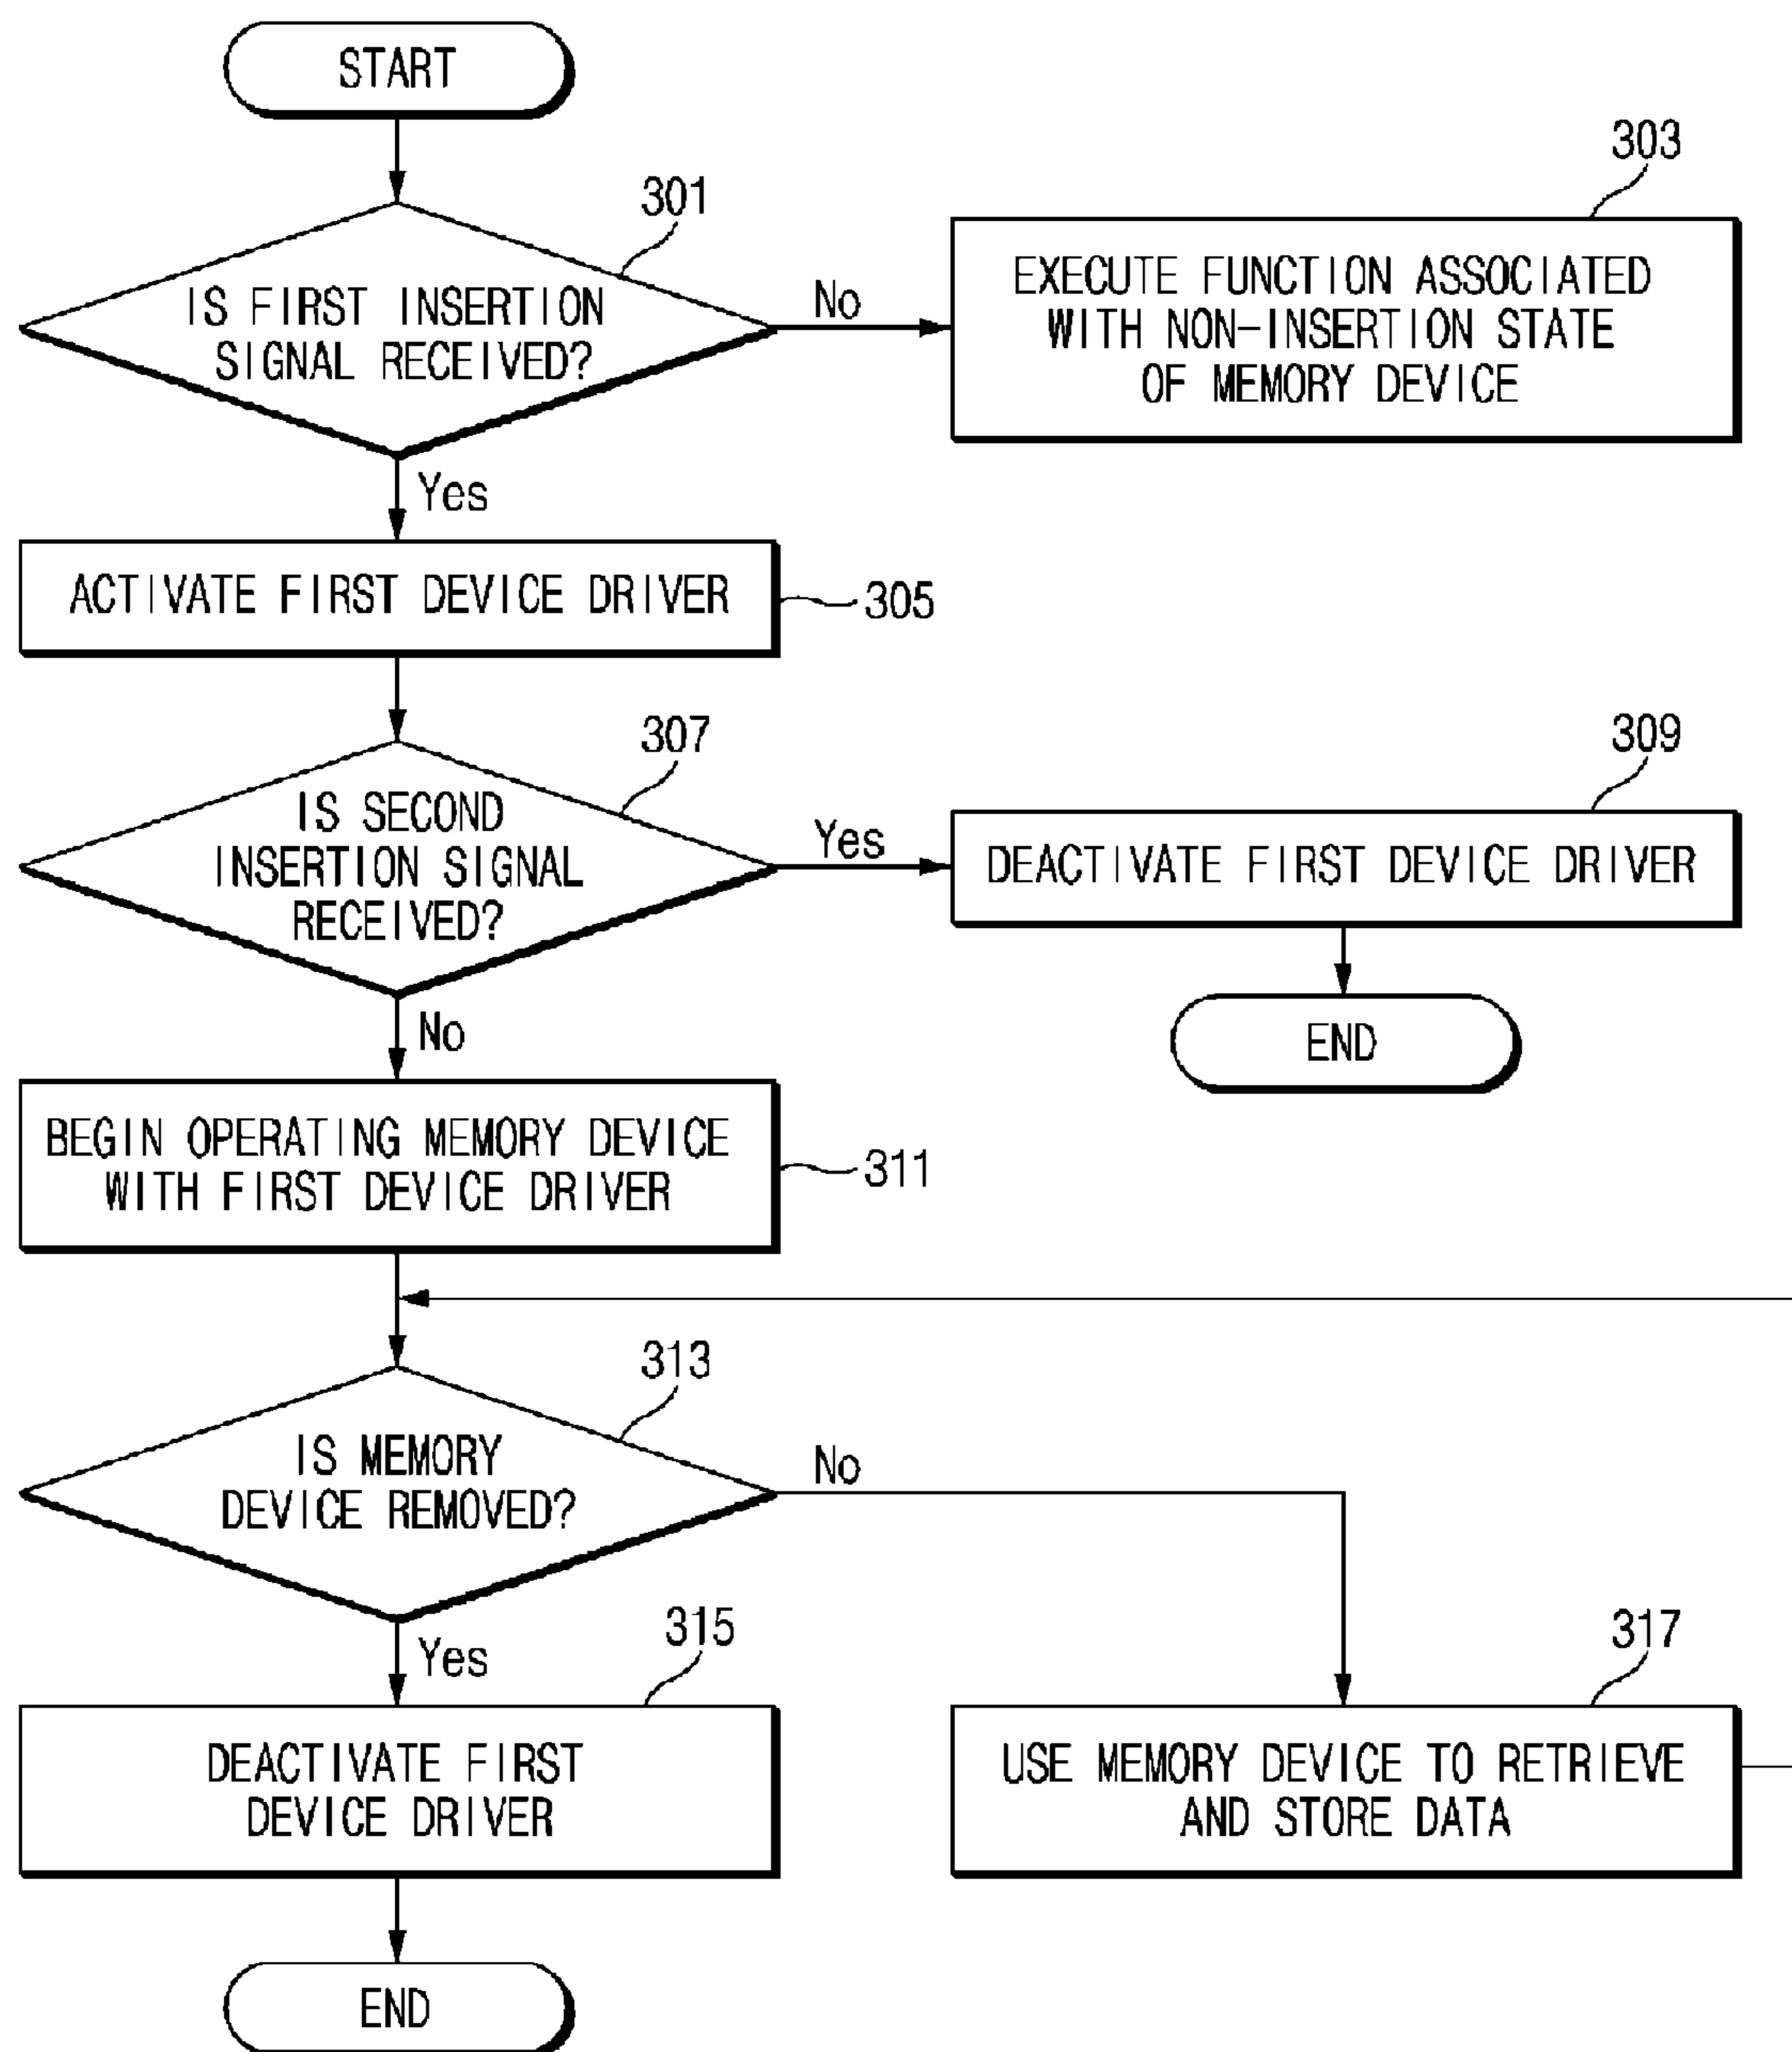 START
301
IS FIRST INSERTION
SIGNAL RECEIVED?
No
303
EXECUTE FUNCTION ASSOCIATED
WITH NON-INSERTION STATE
OF MEMORY DEVICE
Yes
ACTIVATE FIRST DEVICE DRIVER
305
307
IS SECOND
INSERTION SIGNAL
RECEIVED?
Yes
309
DEACTIVATE FIRST DEVICE DRIVER
END
No
BEGIN OPERATING MEMORY DEVICE
WITH FIRST DEVICE DRIVER
311
313
IS MEMORY
DEVICE REMOVED?
No
Yes
315
DEACTIVATE FIRST
DEVICE DRIVER
317
USE MEMORY DEVICE TO RETRIEVE
AND STORE DATA
END